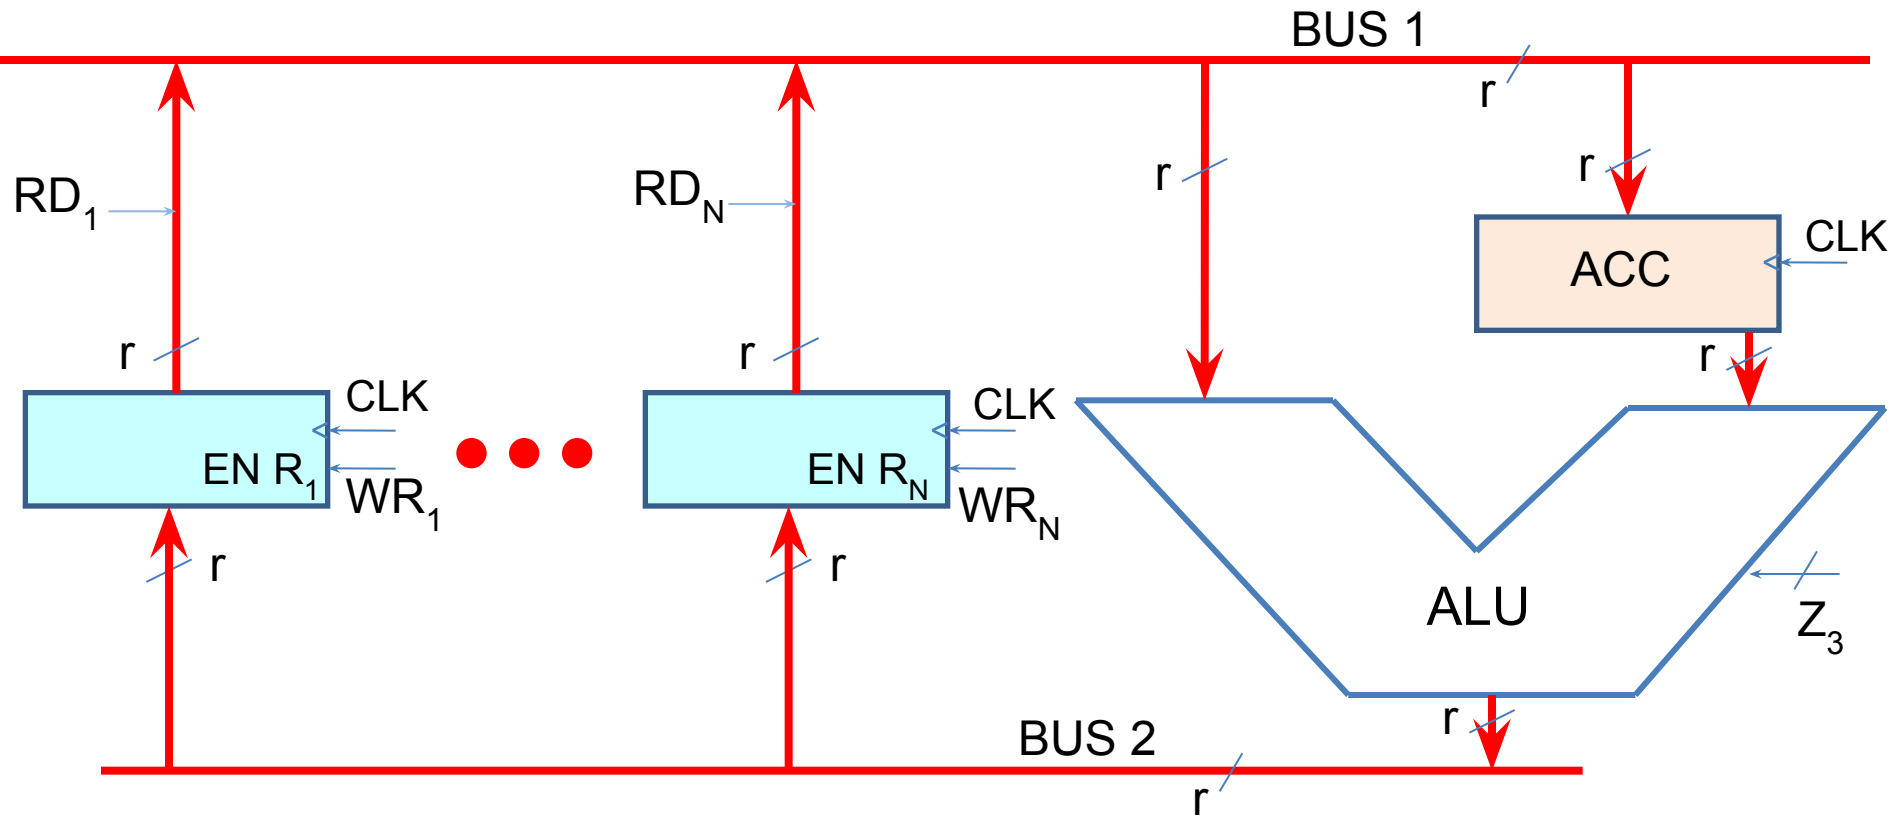 BUS 1
r
r
r
RD1
RDN
CLK
ACC
r
r
r
CLK
CLK
EN R1
EN RN
WR1
WRN
r
r
ALU
Z3
r
BUS 2
r